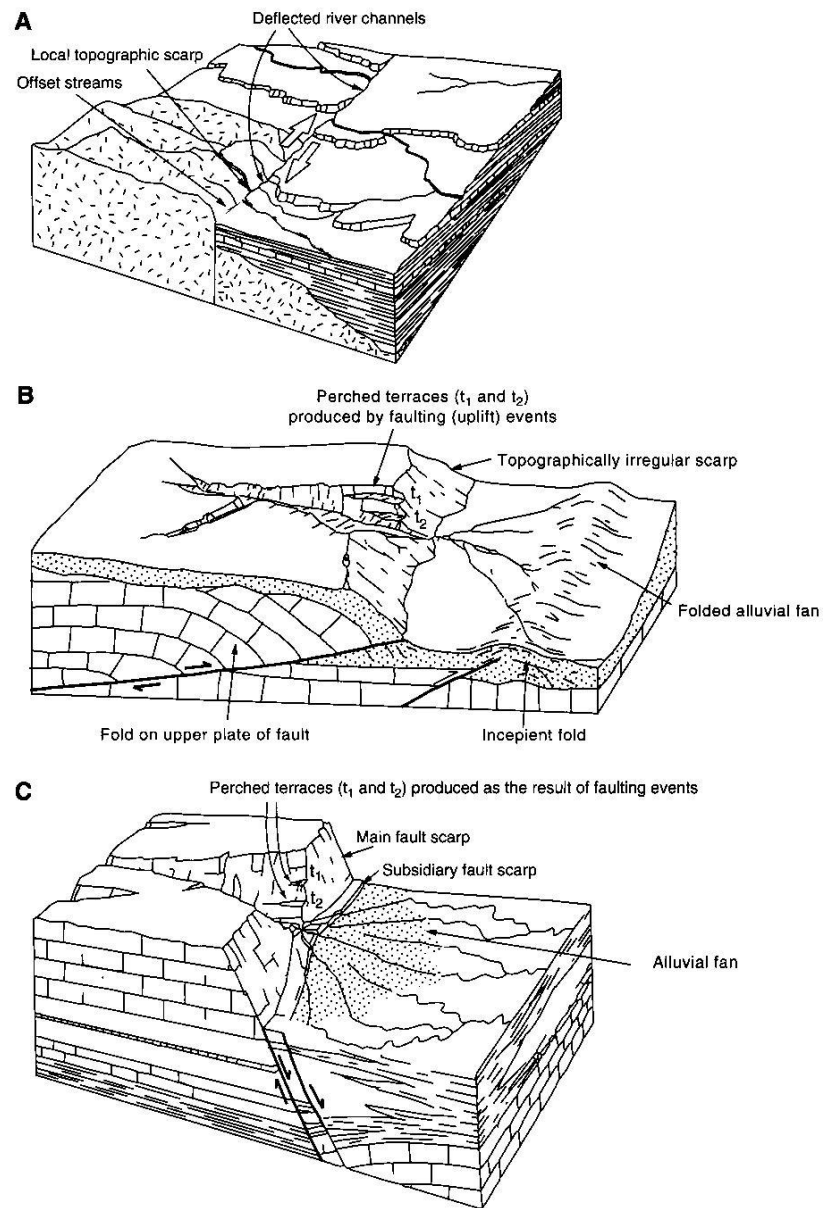 A
Deflected river channels
Local topographic scarp
Offset streams
B
Perched terraces (t₁ and t₂)
produced by faulting (uplift) events
Topographically irregular scarp
t₁
t₂
Folded alluvial fan
Fold on upper plate of fault
Incepient fold
C
Perched terraces (t₁ and t₂) produced as the result of faulting events
Main fault scarp
Subsidiary fault scarp
t₁
t₂
Alluvial fan